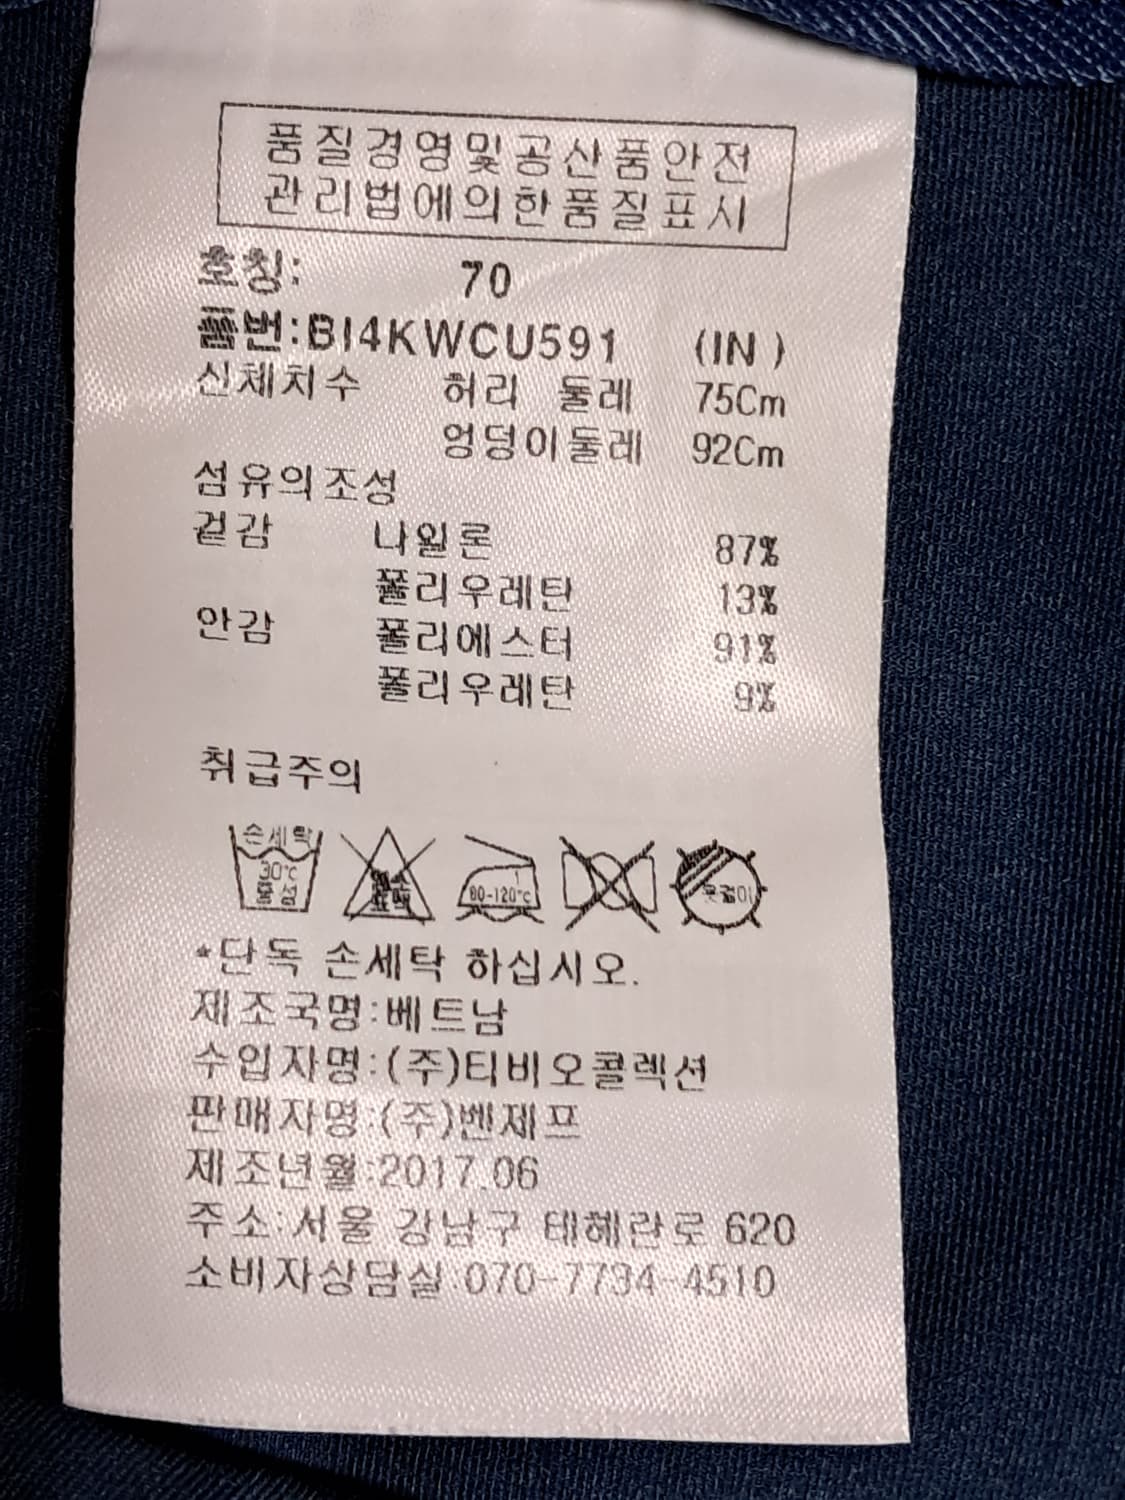 품질경영및공산품안전
관리법에의한품질표시
호칭: 70
품번:BI4KWCU591 (IN )
신체치수 허리 둘레 75Cm
엉덩이둘레 92Cm
섬유의조성
겉감 나일론 87%
폴리우레탄 13%
안감 폴리에스터 91%
폴리우레탄 9%
취급주의
손세탁
30℃
중성
염소
표백
80-120℃
옷걸이
*단독 손세탁 하십시오.
제조국명:베트남
수입자명:(주)티비오콜렉션
판매자명:(주)벤제프
제조년월:2017.06
주소:서울 강남구 테헤란로 620
소비자상담실:070-7734-4510